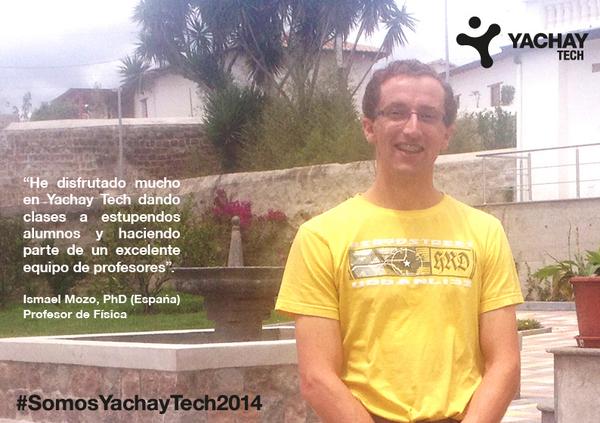 YACHAY
TECH
“He disfrutado mucho
en Yachay Tech dando
clases a estupendos
alumnos y haciendo
parte de un excelente
equipo de profesores”.
Ismael Mozo, PhD (España)
Profesor de Física
#SomosYachayTech2014